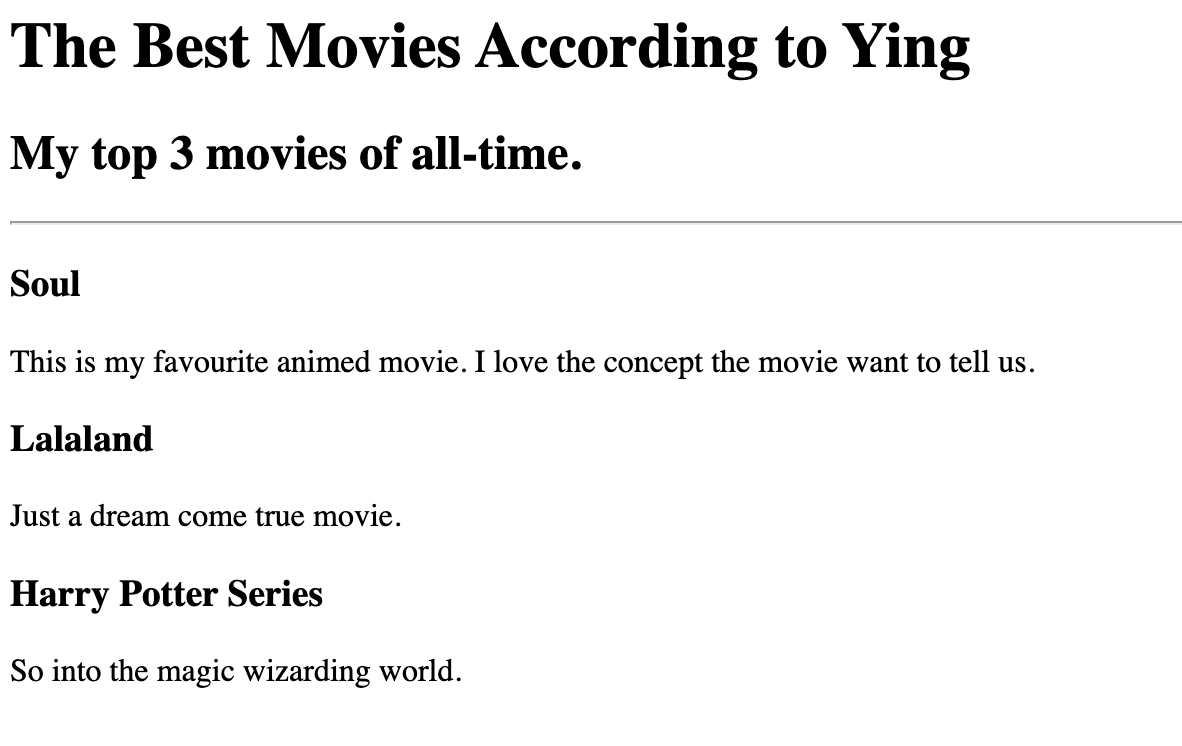 The Best Movies According to Ying
My top 3 movies of all-time.
Soul
This is my favourite animed movie. I love the concept the movie want to tell us.
Lalaland
Just a dream come true movie.
Harry Potter Series
So into the magic wizarding world.